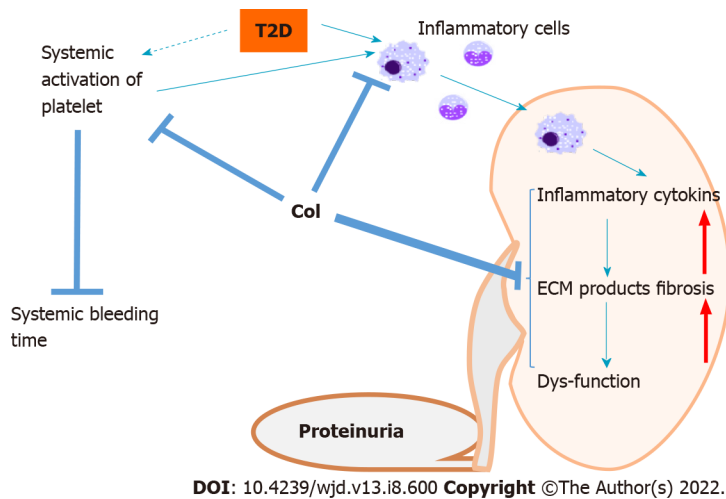 T2D
Inflammatory cells
Systemic
activation of
platelet
Col
Inflammatory cytokins
ECM products fibrosis
Systemic bleeding
time
Dys-function
Proteinuria
DOI: 10.4239/wjd.v13.i8.600 Copyright ©The Author(s) 2022.